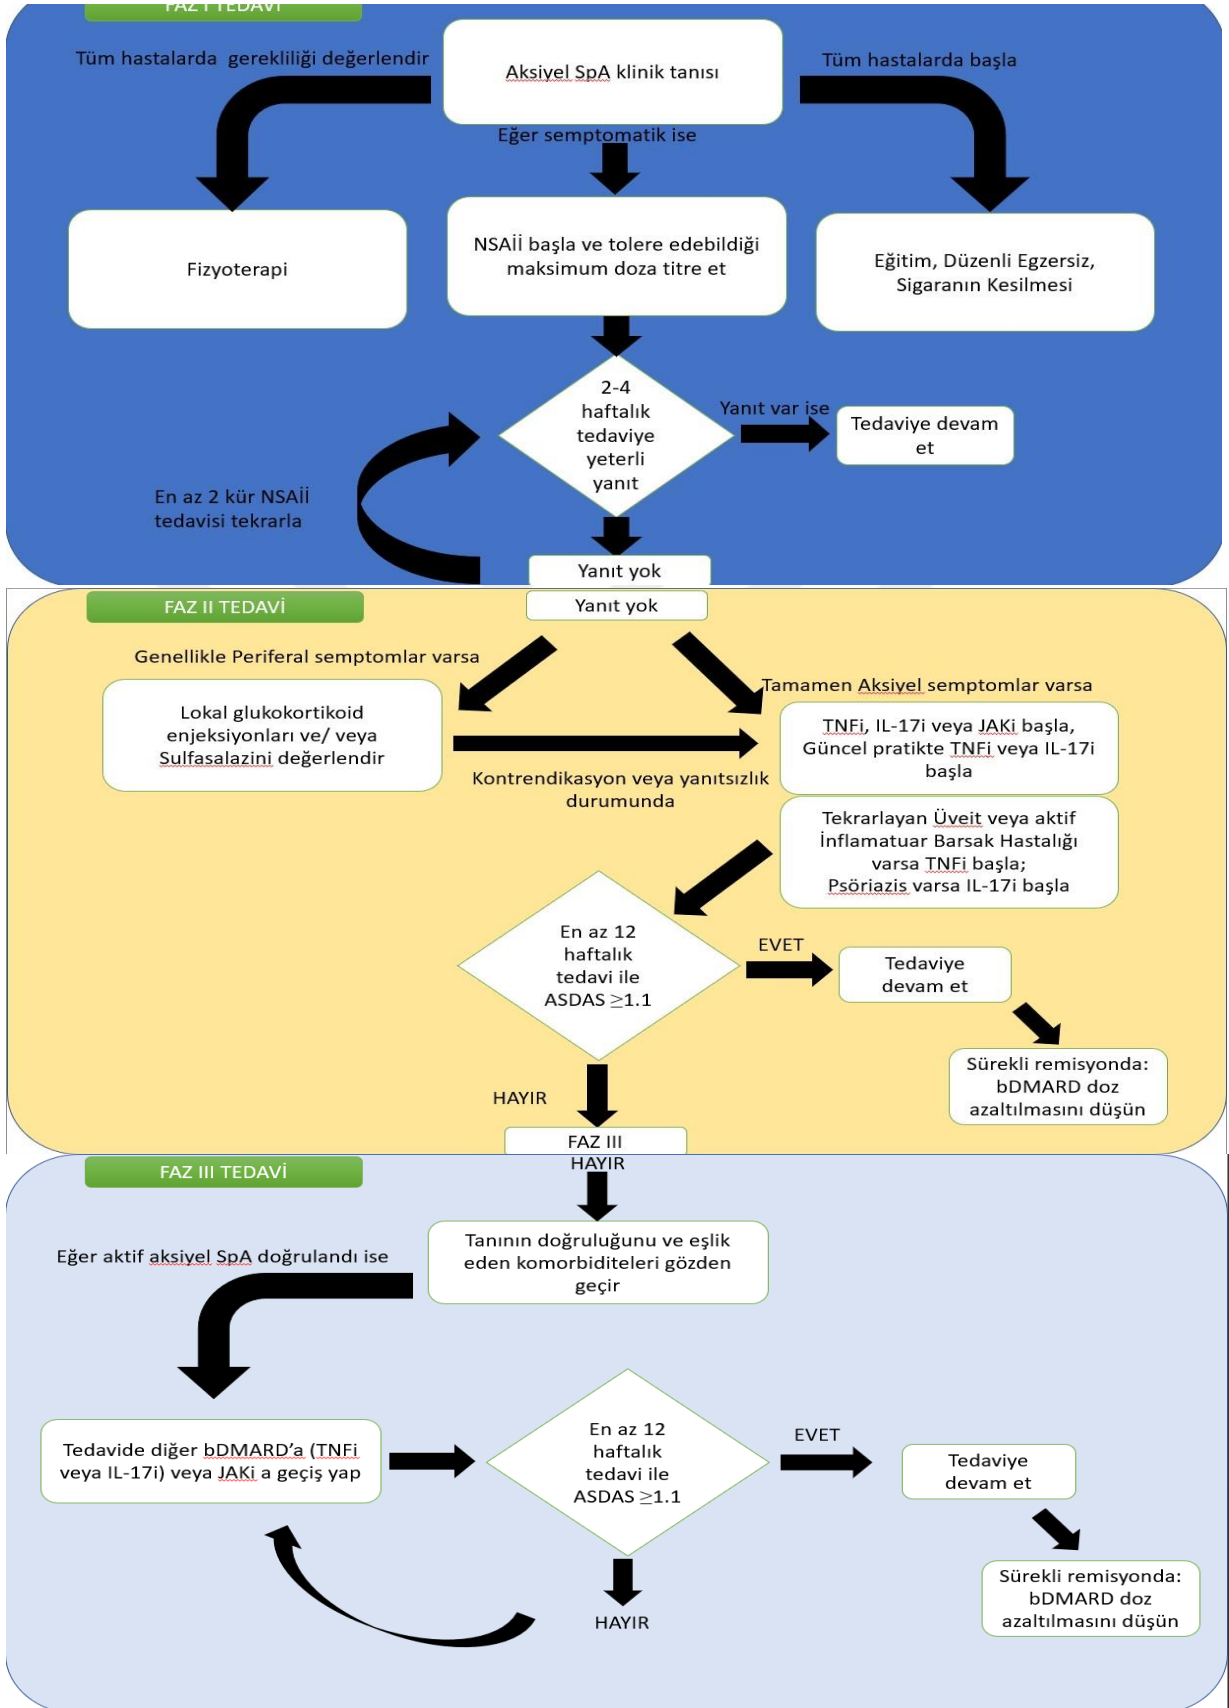 FAZ I TEDAVİ
Tüm hastalarda gerekliliği değerlendir
Aksiyel SpA klinik tanısı
Tüm hastalarda başla
Eğer semptomatik ise
Fizyoterapi
NSAİİ başla ve tolere edebildiği
maksimum doza titre et
Eğitim, Düzenli Egzersiz,
Sigaranın Kesilmesi
2-4
haftalık
tedaviye
yeterli
yanıt
Yanıt var ise
Tedaviye devam
et
En az 2 kür NSAİİ
tedavisi tekrarla
Yanıt yok
FAZ II TEDAVİ
Yanıt yok
Genellikle Periferal semptomlar varsa
Tamamen Aksiyel semptomlar varsa
Lokal glukokortikoid
enjeksiyonları ve/ veya
Sulfasalazini değerlendir
TNFi, IL-17i veya JAKi başla,
Güncel pratikte TNFi veya IL-17i
başla
Kontrendikasyon veya yanıtsızlık
durumunda
Tekrarlayan Üveit veya aktif
İnflamatuar Barsak Hastalığı
varsa TNFi başla;
Psöriazis varsa IL-17i başla
En az 12
haftalık
tedavi ile
ASDAS ≥1.1
EVET
Tedaviye
devam et
Sürekli remisyonda:
bDMARD doz
azaltılmasını düşün
HAYIR
FAZ III
FAZ III TEDAVİ
HAYIR
Tanının doğruluğunu ve eşlik
eden komorbiditeleri gözden
geçir
Eğer aktif aksiyel SpA doğrulandı ise
Tedavide diğer bDMARD’a (TNFi
veya IL-17i) veya JAKi a geçiş yap
En az 12
haftalık
tedavi ile
ASDAS ≥1.1
EVET
Tedaviye
devam et
Sürekli remisyonda:
bDMARD doz
azaltılmasını düşün
HAYIR